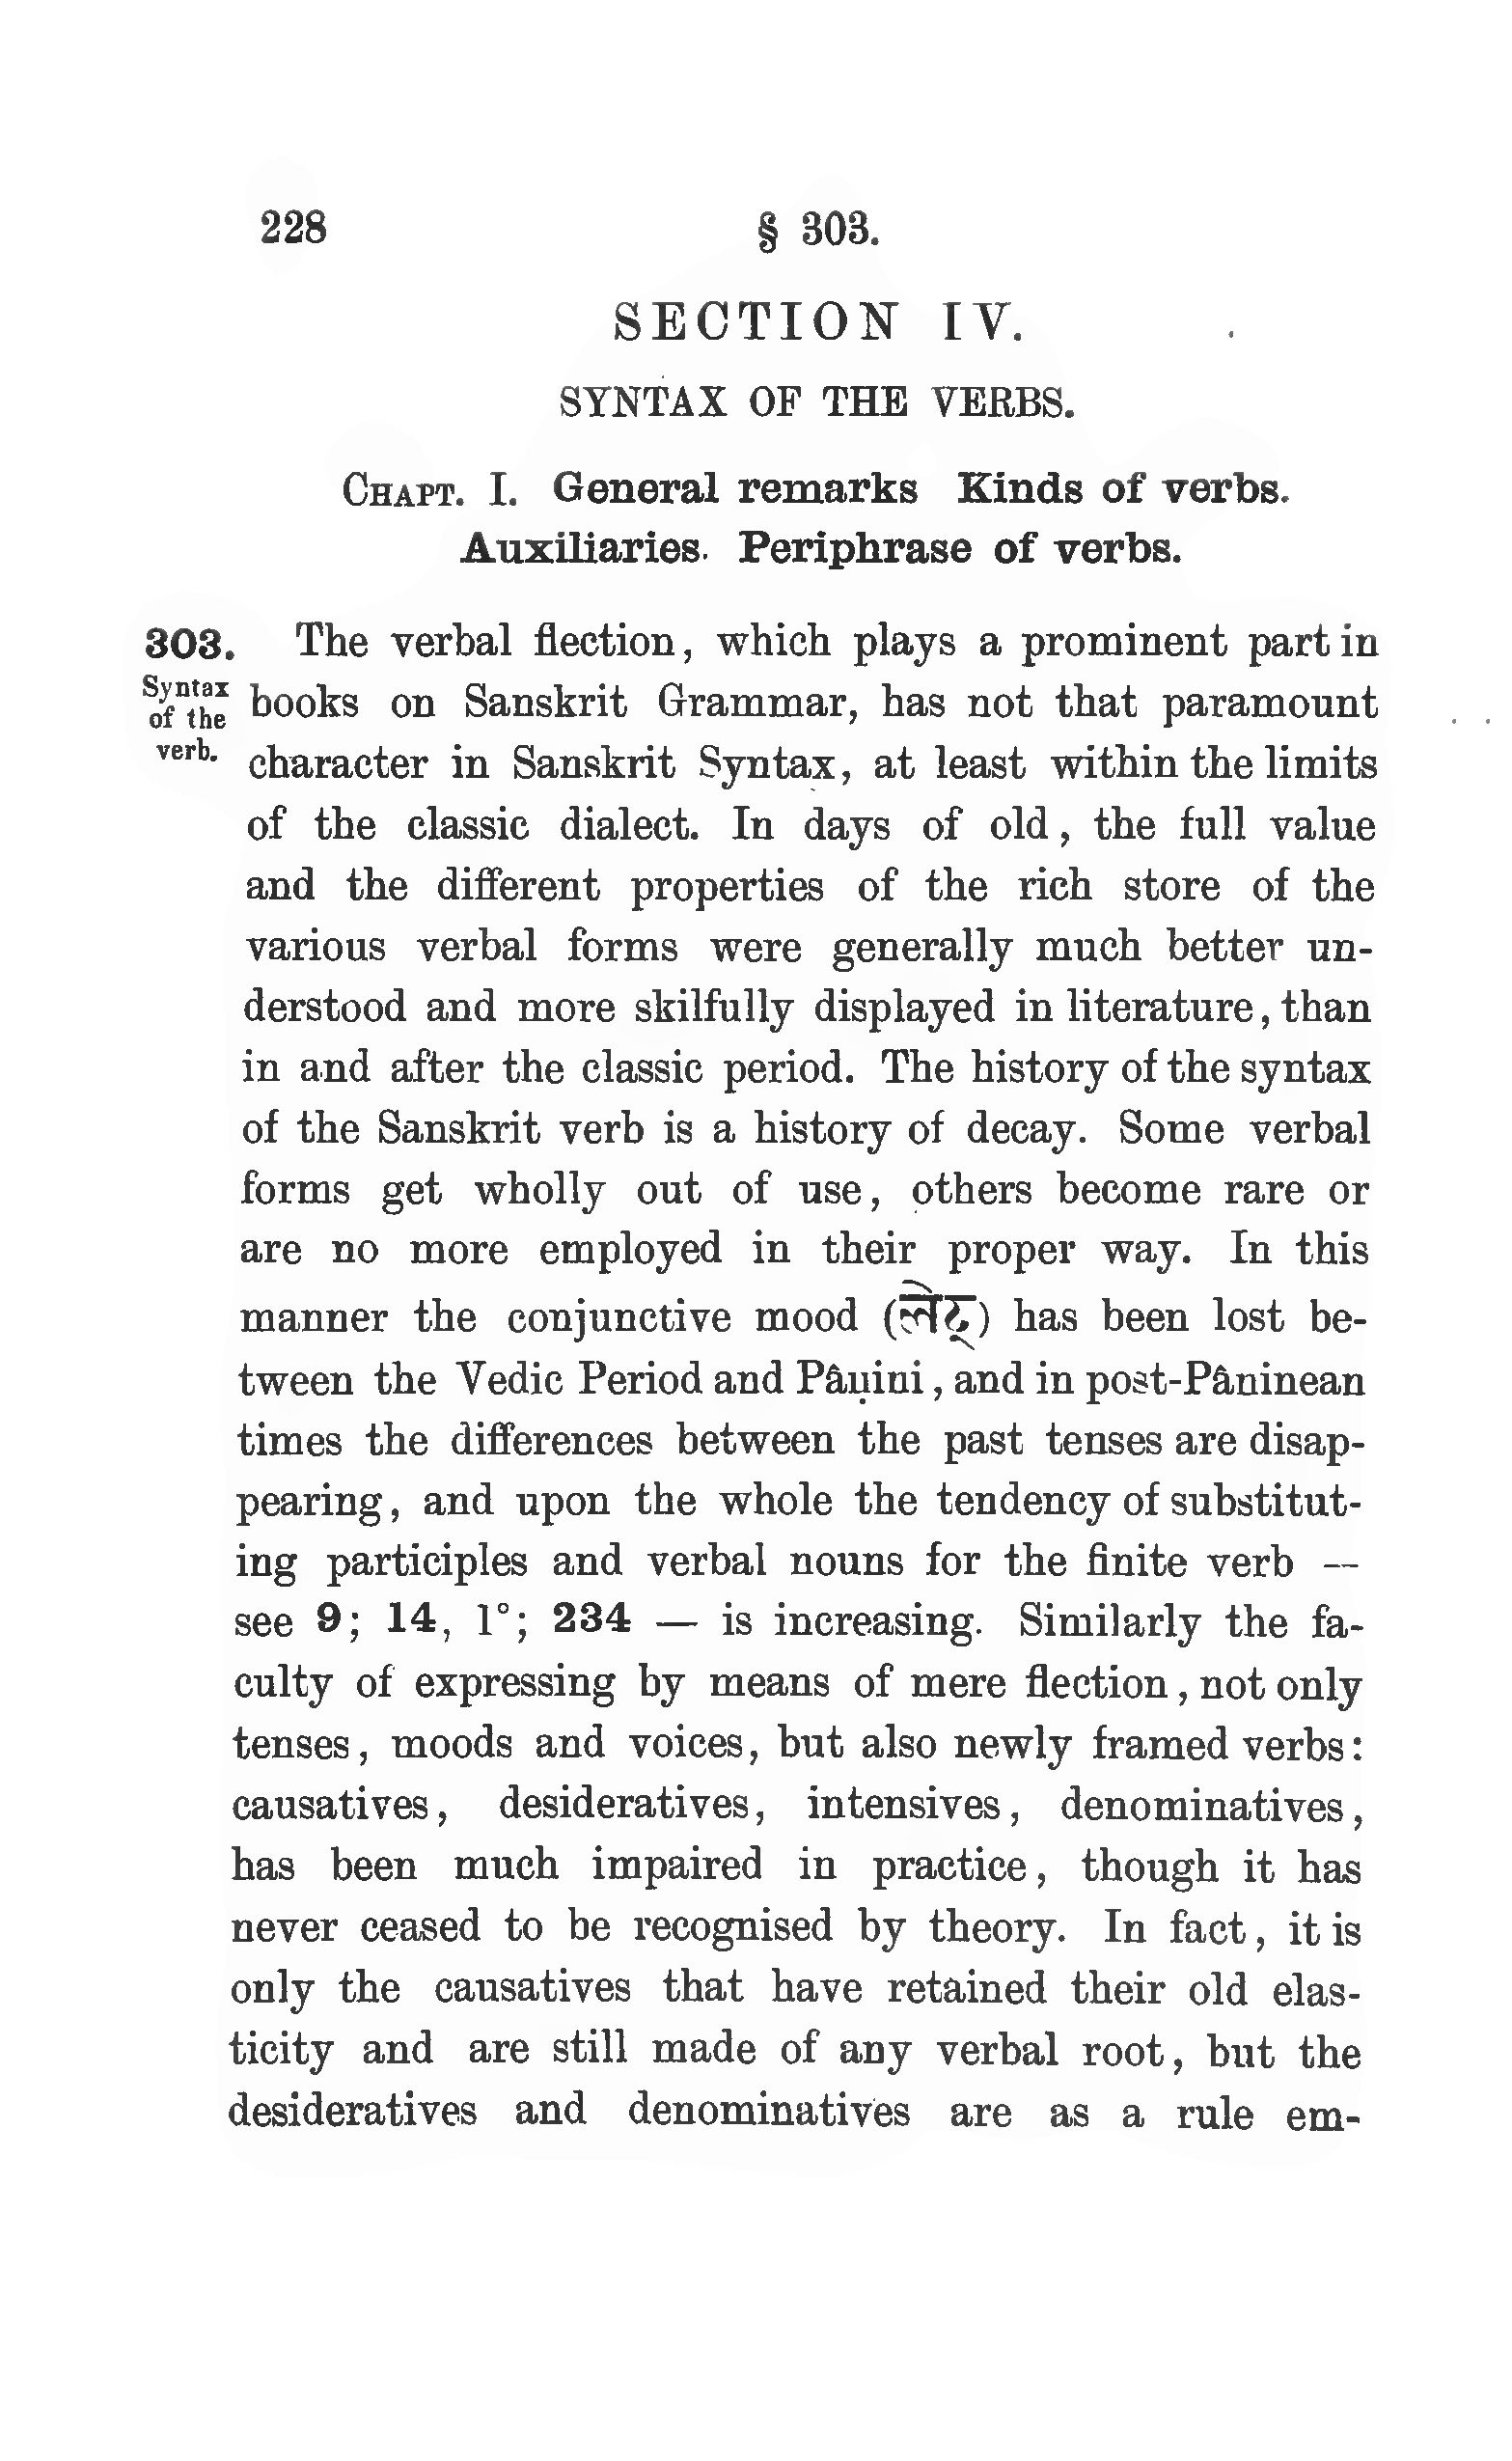 228 § 303.
SECTION IV.
SYNTAX OF THE VERBS.
CHAPT. I. General remarks Kinds of verbs.
Auxiliaries. Periphrase of verbs.
303. The verbal flection, which plays a prominent part in
Syntax of the verb.
books on Sanskrit Grammar, has not that paramount
character in Sanskrit Syntax, at least within the limits
of the classic dialect. In days of old, the full value
and the different properties of the rich store of the
various verbal forms were generally much better un-
derstood and more skilfully displayed in literature, than
in and after the classic period. The history of the syntax
of the Sanskrit verb is a history of decay. Some verbal
forms get wholly out of use, others become rare or
are no more employed in their proper way. In this
manner the conjunctive mood (लेट्) has been lost be-
tween the Vedic Period and Pâṇini, and in post-Pâninean
times the differences between the past tenses are disap-
pearing, and upon the whole the tendency of substitut-
ing participles and verbal nouns for the finite verb —
see 9; 14, 1°; 234 — is increasing. Similarly the fa-
culty of expressing by means of mere flection, not only
tenses, moods and voices, but also newly framed verbs:
causatives, desideratives, intensives, denominatives,
has been much impaired in practice, though it has
never ceased to be recognised by theory. In fact, it is
only the causatives that have retained their old elas-
ticity and are still made of any verbal root, but the
desideratives and denominatives are as a rule em-